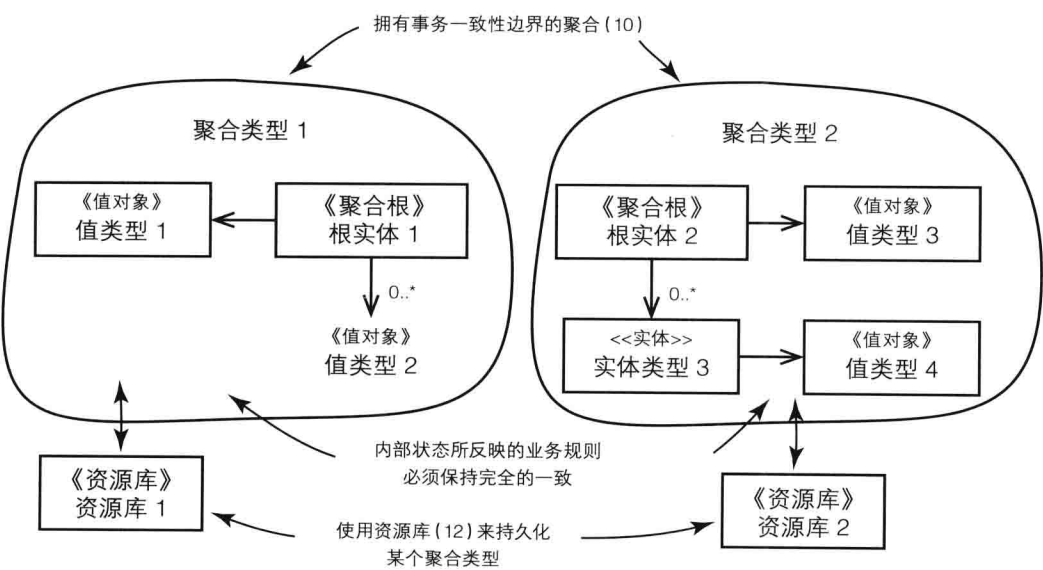 拥有事务一致性边界的聚合(10)
聚合类型 1
聚合类型 2
《值对象》
值类型 1
《聚合根》
根实体 1
《聚合根》
根实体 2
《值对象》
值类型 3
0..*
0..*
《值对象》
值类型 2
<<实体>>
实体类型 3
《值对象》
值类型 4
内部状态所反映的业务规则
必须保持完全的一致
《资源库》
资源库 1
《资源库》
资源库 2
使用资源库(12)来持久化
某个聚合类型